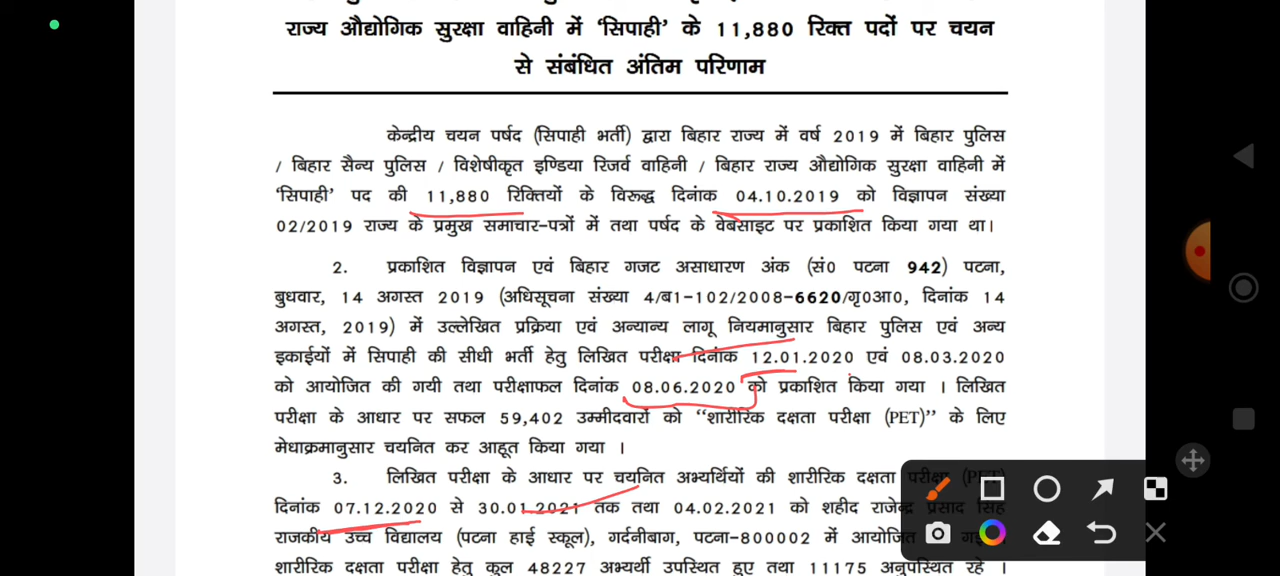 राज्य औद्योगिक सुरक्षा वाहिनी में ‘सिपाही’ के 11,880 रिक्त पदों पर चयन
से संबंधित अंतिम परिणाम
केन्द्रीय चयन पर्षद (सिपाही भर्ती) द्वारा बिहार राज्य में वर्ष 2019 में बिहार पुलिस
/ बिहार सैन्य पुलिस / विशेषीकृत इण्डिया रिजर्व वाहिनी / बिहार राज्य औद्योगिक सुरक्षा वाहिनी में
‘सिपाही’ पद की 11,880 रिक्तियों के विरूद्ध दिनांक 04.10.2019 को विज्ञापन संख्या
02/2019 राज्य के प्रमुख समाचार-पत्रों में तथा पर्षद के वेबसाइट पर प्रकाशित किया गया था।
2. प्रकाशित विज्ञापन एवं बिहार गजट असाधारण अंक (सं0 पटना 942) पटना,
बुधवार, 14 अगस्त 2019 (अधिसूचना संख्या 4/ब1-102/2008-6620/गृ0आ0, दिनांक 14
अगस्त, 2019) में उल्लेखित प्रक्रिया एवं अन्यान्य लागू नियमानुसार बिहार पुलिस एवं अन्य
इकाईयों में सिपाही की सीधी भर्ती हेतु लिखित परीक्षा दिनांक 12.01.2020 एवं 08.03.2020
को आयोजित की गयी तथा परीक्षाफल दिनांक 08.06.2020 को प्रकाशित किया गया । लिखित
परीक्षा के आधार पर सफल 59,402 उम्मीदवारों को ‘‘शारीरिक दक्षता परीक्षा (PET)’’ के लिए
मेधाक्रमानुसार चयनित कर आहूत किया गया ।
3. लिखित परीक्षा के आधार पर चयनित अभ्यर्थियों की शारीरिक दक्षता परीक्षा (PET)
दिनांक 07.12.2020 से 30.01.2021 तक तथा 04.02.2021 को शहीद राजेन्द्र प्रसाद सिंह
राजकीय उच्च विद्यालय (पटना हाई स्कूल), गर्दनीबाग, पटना-800002 में आयोजित
शारीरिक दक्षता परीक्षा हेतु कुल 48227 अभ्यर्थी उपस्थित हुए तथा 11175 अनुपस्थित रहे ।